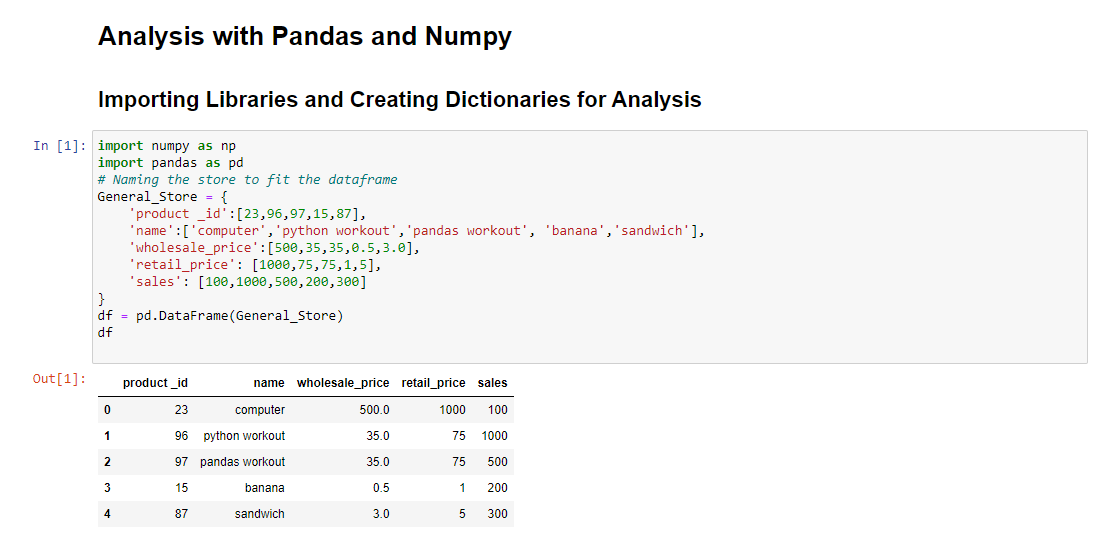 Analysis with Pandas and Numpy
Importing Libraries and Creating Dictionaries for Analysis
In [1]: import numpy as np
import pandas as pd
# Naming the store to fit the dataframe
General_Store = {
    'product _id':[23,96,97,15,87],
    'name':['computer','python workout','pandas workout', 'banana','sandwich'],
    'wholesale_price':[500,35,35,0.5,3.0],
    'retail_price': [1000,75,75,1,5],
    'sales': [100,1000,500,200,300]
}
df = pd.DataFrame(General_Store)
df
Out[1]:
product _id name wholesale_price retail_price sales
0 23 computer 500.0 1000 100
1 96 python workout 35.0 75 1000
2 97 pandas workout 35.0 75 500
3 15 banana 0.5 1 200
4 87 sandwich 3.0 5 300